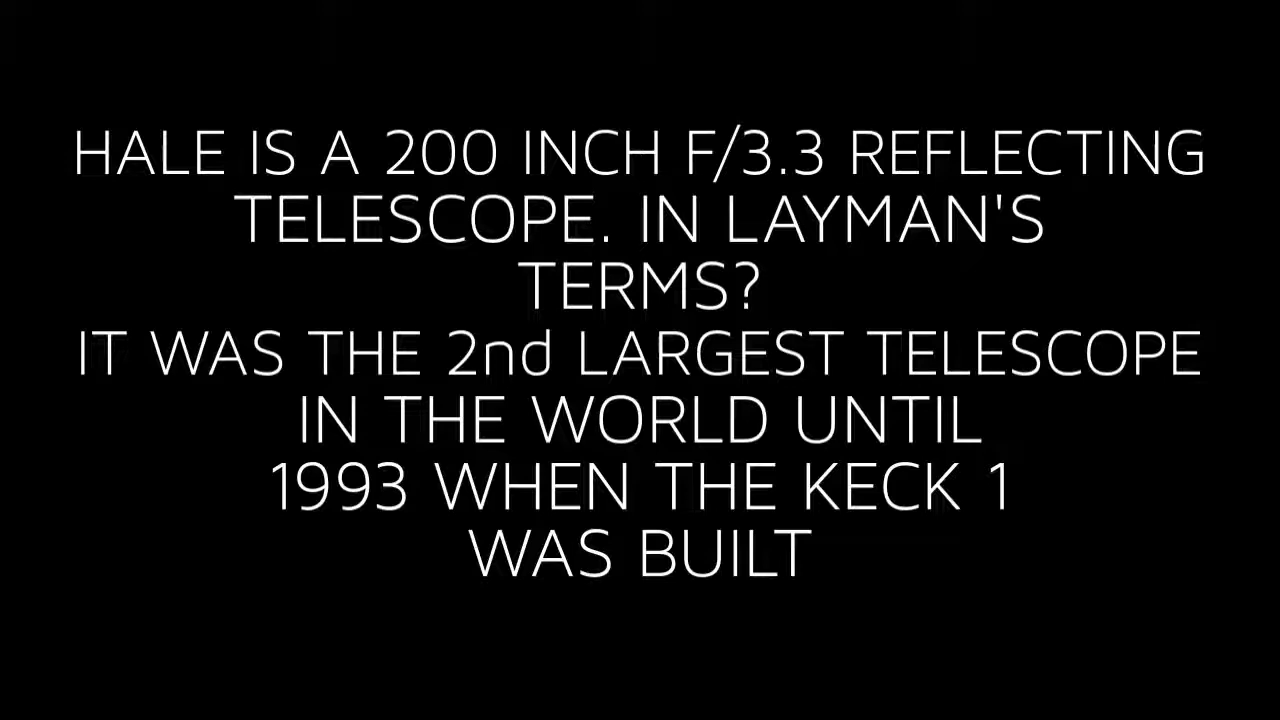 HALE IS A 200 INCH F/3.3 REFLECTING
TELESCOPE. IN LAYMAN'S
TERMS?
IT WAS THE 2nd LARGEST TELESCOPE
IN THE WORLD UNTIL
1993 WHEN THE KECK 1
WAS BUILT